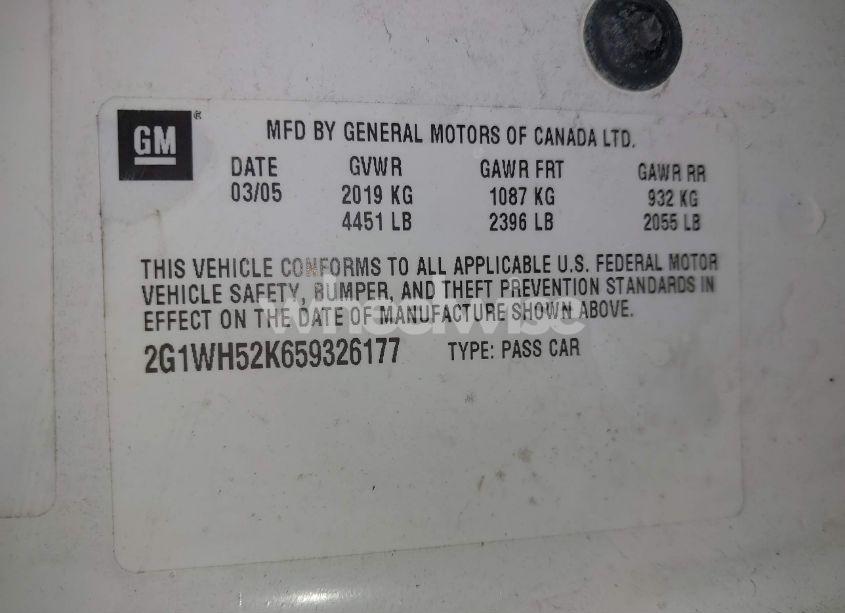 GM ®
MFD BY GENERAL MOTORS OF CANADA LTD.
DATE GVWR GAWR FRT GAWR RR
03/05 2019 KG 1087 KG 932 KG
4451 LB 2396 LB 2055 LB
THIS VEHICLE CONFORMS TO ALL APPLICABLE U.S. FEDERAL MOTOR
VEHICLE SAFETY, BUMPER, AND THEFT PREVENTION STANDARDS IN
EFFECT ON THE DATE OF MANUFACTURE SHOWN ABOVE.
wheelwise
2G1WH52K659326177 TYPE: PASS CAR